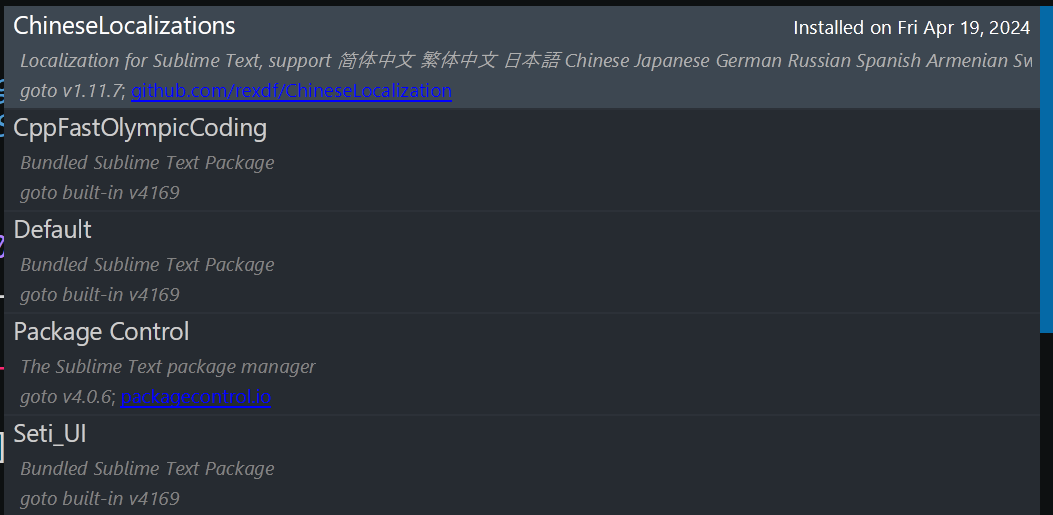 ChineseLocalizations Installed on Fri Apr 19, 2024
Localization for Sublime Text, support 简体中文 繁体中文 日本語 Chinese Japanese German Russian Spanish Armenian Sw
goto v1.11.7; github.com/rexdf/ChineseLocalization
CppFastOlympicCoding
Bundled Sublime Text Package
goto built-in v4169
Default
Bundled Sublime Text Package
goto built-in v4169
Package Control
The Sublime Text package manager
goto v4.0.6; packagecontrol.io
Seti_UI
Bundled Sublime Text Package
goto built-in v4169